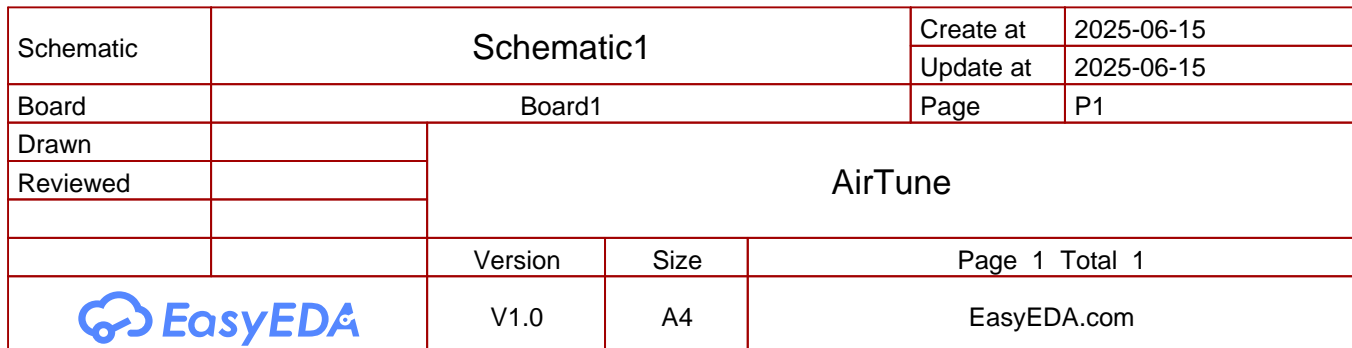 Schematic Schematic1 Create at 2025-06-15
Update at 2025-06-15
Board Board1 Page P1
Drawn
Reviewed AirTune
Version Size Page 1 Total 1
EasyEDA V1.0 A4 EasyEDA.com